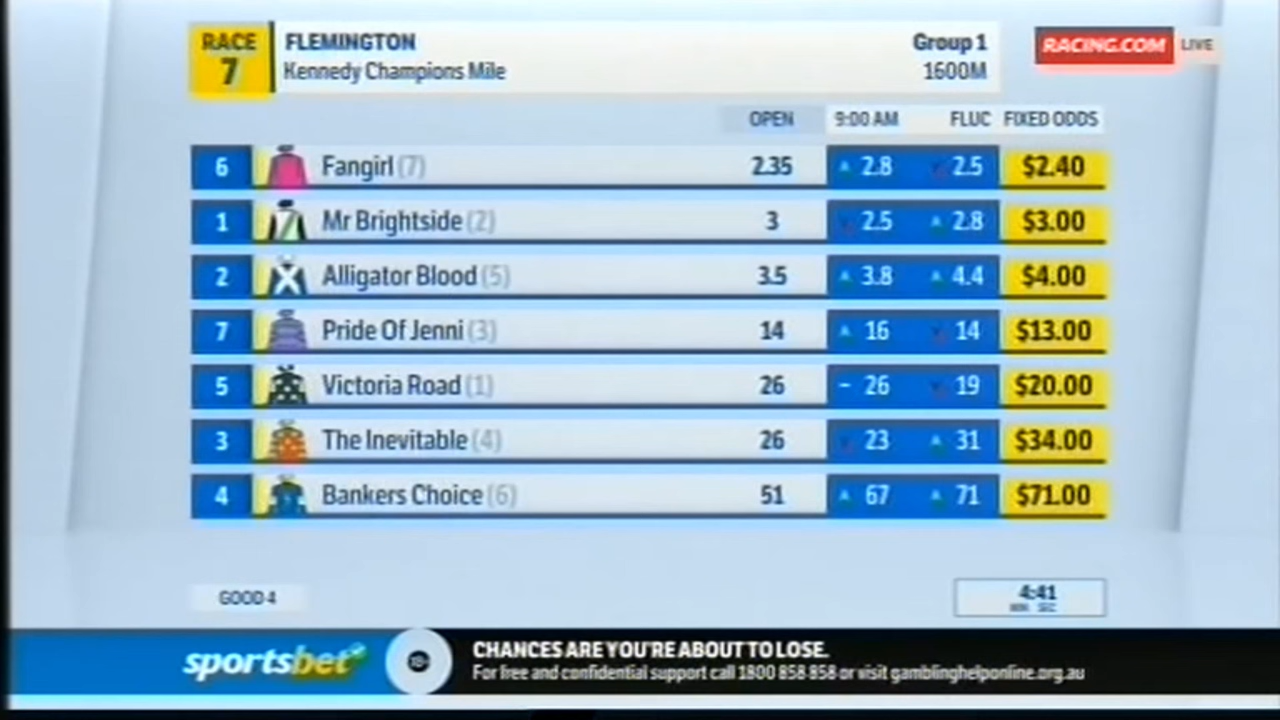 RACE 7
FLEMINGTON
Group 1
Kennedy Champions Mile
1600M
RACING.COM LIVE
OPEN 9:00 AM FLUC FIXED ODDS
6 Fangirl (7) 2.35 2.8 2.5 $2.40
1 Mr Brightside (2) 3 2.5 2.8 $3.00
2 Alligator Blood (5) 3.5 3.8 4.4 $4.00
7 Pride Of Jenni (3) 14 16 14 $13.00
5 Victoria Road (1) 26 – 26 19 $20.00
3 The Inevitable (4) 26 23 31 $34.00
4 Bankers Choice (6) 51 67 71 $71.00
GOOD 4
4:41
MIN SEC
sportsbet
18+
CHANCES ARE YOU'RE ABOUT TO LOSE.
For free and confidential support call 1800 858 858 or visit gamblinghelponline.org.au